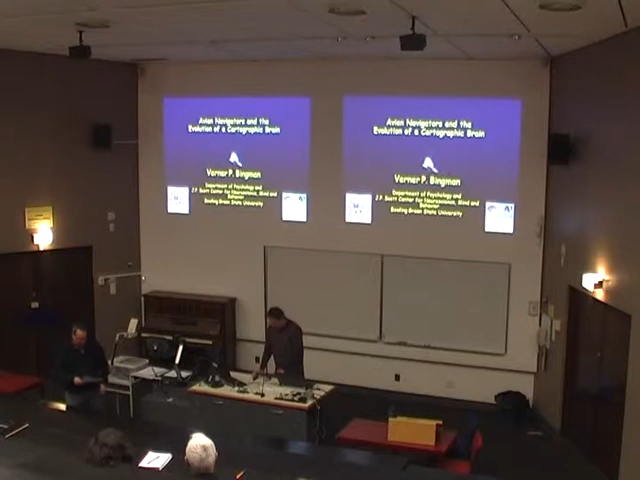 Avian Navigators and the
Evolution of a Cartographic Brain
Verner P. Bingman
Department of Psychology and
J.P. Scott Center for Neuroscience, Mind and
Behavior
Bowling Green State University
Avian Navigators and the
Evolution of a Cartographic Brain
Verner P. Bingman
Department of Psychology and
J.P. Scott Center for Neuroscience, Mind and
Behavior
Bowling Green State University